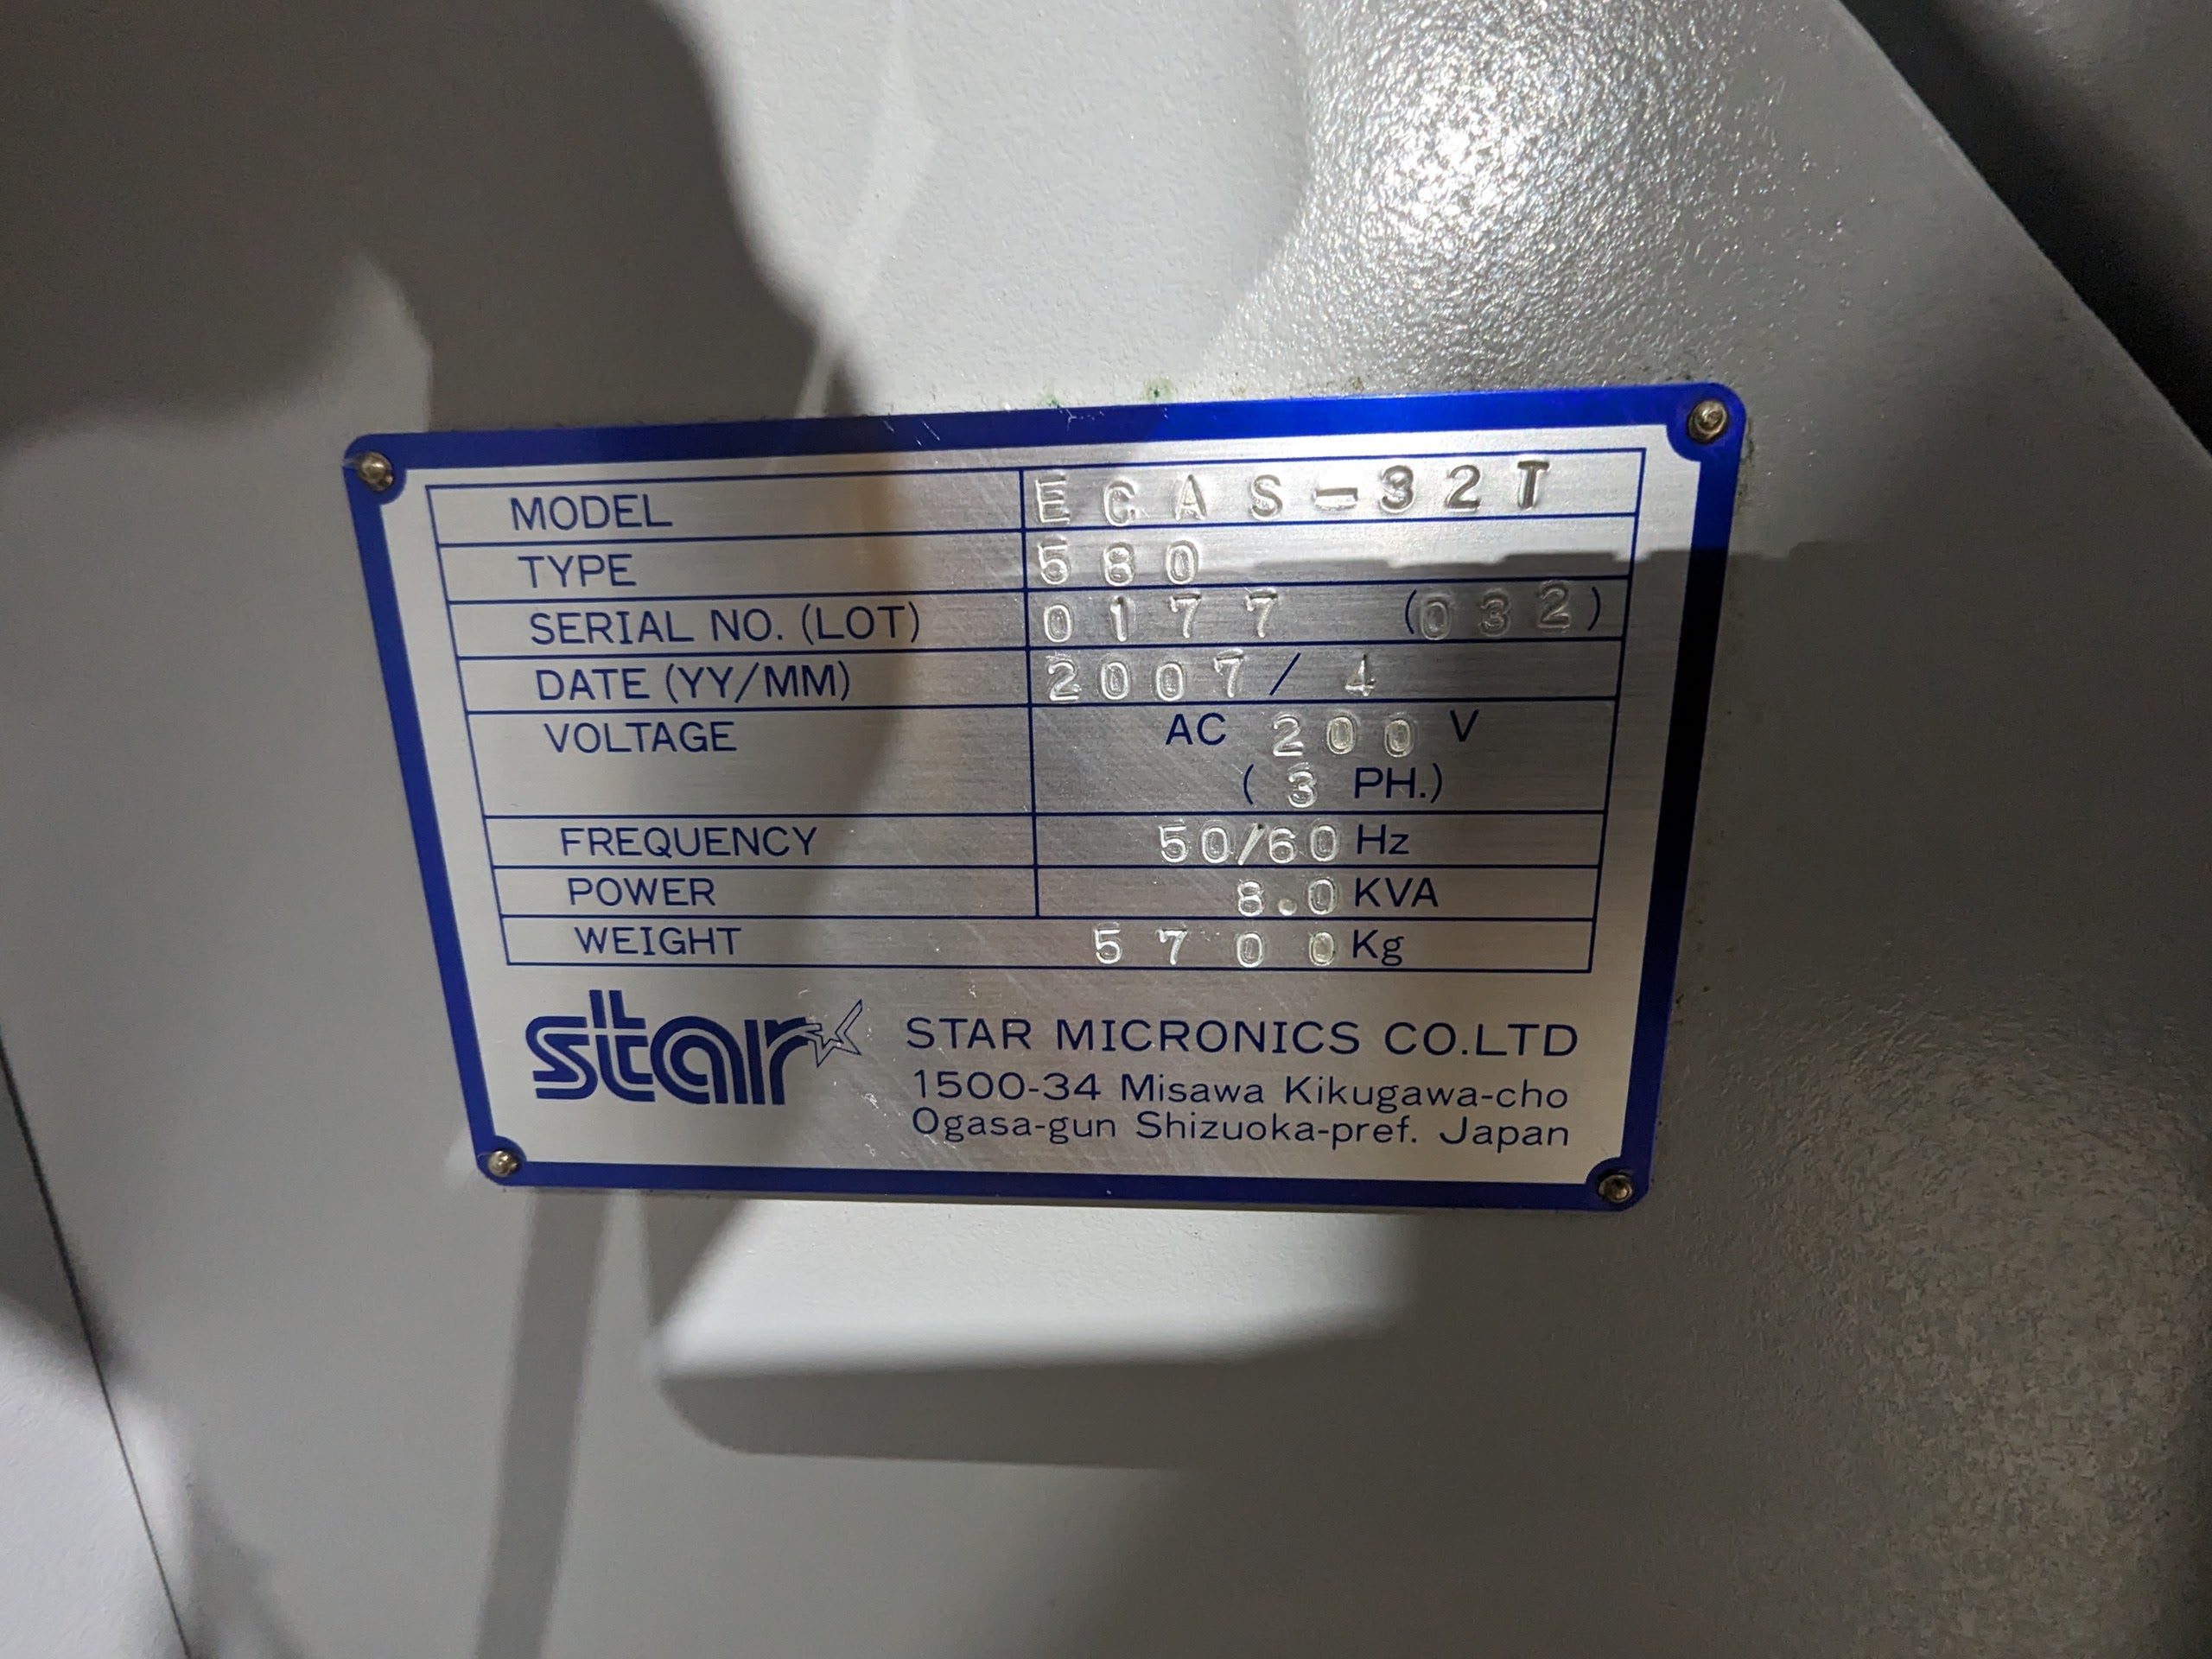 MODEL ECAS-32T
TYPE 580
SERIAL NO. (LOT) 0177 (032)
DATE (YY/MM) 2007/ 4
VOLTAGE AC 200 V
( 3 PH.)
FREQUENCY 50/60 Hz
POWER 8.0 KVA
WEIGHT 5700 Kg
star STAR MICRONICS CO.LTD
1500-34 Misawa Kikugawa-cho
Ogasa-gun Shizuoka-pref. Japan